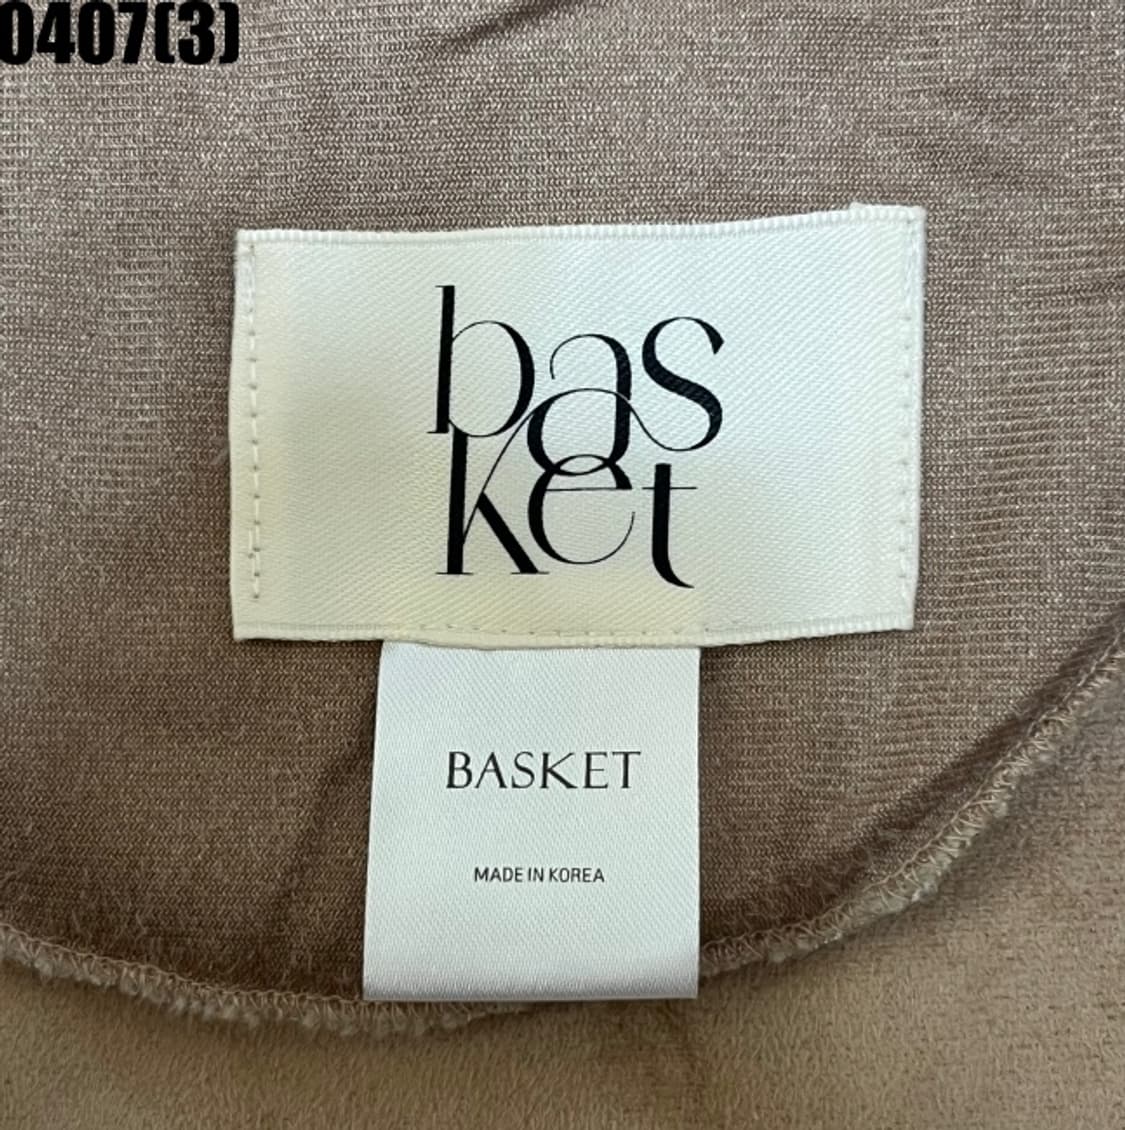 0407(3)
bas
ket
BASKET
MADE IN KOREA